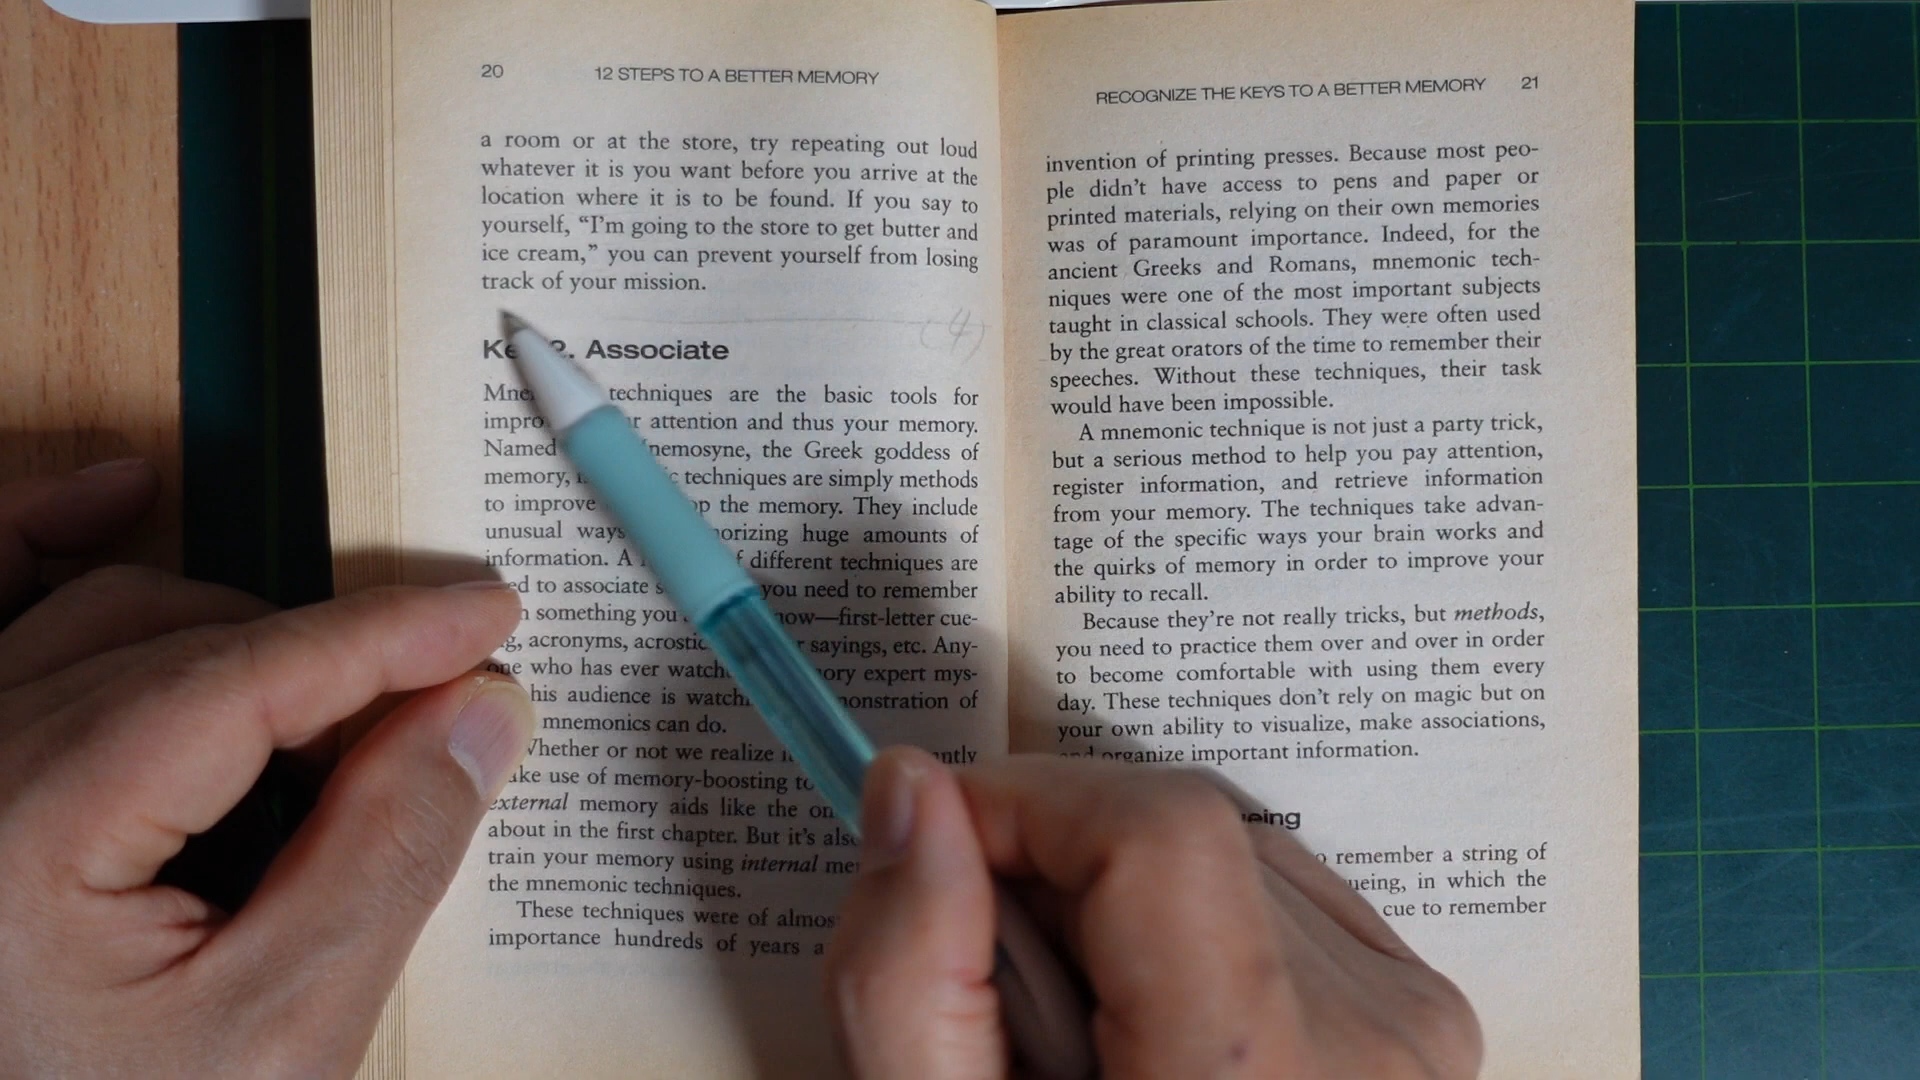 20 12 STEPS TO A BETTER MEMORY
a room or at the store, try repeating out loud
whatever it is you want before you arrive at the
location where it is to be found. If you say to
yourself, “I’m going to the store to get butter and
ice cream,” you can prevent yourself from losing
track of your mission.
(4)
2. Associate
techniques are the basic tools for
attention and thus your memory.
Named the Greek goddess of
memory, techniques are simply methods
to improve the memory. They include
unusual ways huge amounts of
information. A different techniques are
to associate you need to remember
something you first-letter cue-
acronyms, sayings, etc. Any-
one who has ever expert mys-
his audience is of
mnemonics can do.
Whether or not we realize
use of memory-boosting
external memory aids like the
about in the first chapter. But it’s
train your memory using internal
the mnemonic techniques.
These techniques were of
importance hundreds of years
RECOGNIZE THE KEYS TO A BETTER MEMORY 21
invention of printing presses. Because most peo-
ple didn’t have access to pens and paper or
printed materials, relying on their own memories
was of paramount importance. Indeed, for the
ancient Greeks and Romans, mnemonic tech-
niques were one of the most important subjects
taught in classical schools. They were often used
by the great orators of the time to remember their
speeches. Without these techniques, their task
would have been impossible.
A mnemonic technique is not just a party trick,
but a serious method to help you pay attention,
register information, and retrieve information
from your memory. The techniques take advan-
tage of the specific ways your brain works and
the quirks of memory in order to improve your
ability to recall.
Because they’re not really tricks, but methods,
you need to practice them over and over in order
to become comfortable with using them every
day. These techniques don’t rely on magic but on
your own ability to visualize, make associations,
and organize important information.
remember a string of
in which the
cue to remember